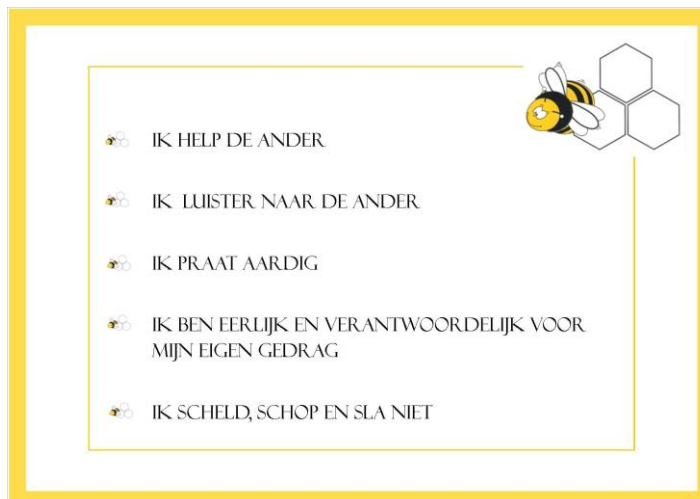 IK HELP DE ANDER
IK LUISTER NAAR DE ANDER
IK PRAAT AARDIG
IK BEN EERLIJK EN VERANTWOORDELIJK VOOR
MIJN EIGEN GEDRAG
IK SCHELD, SCHOP EN SLA NIET